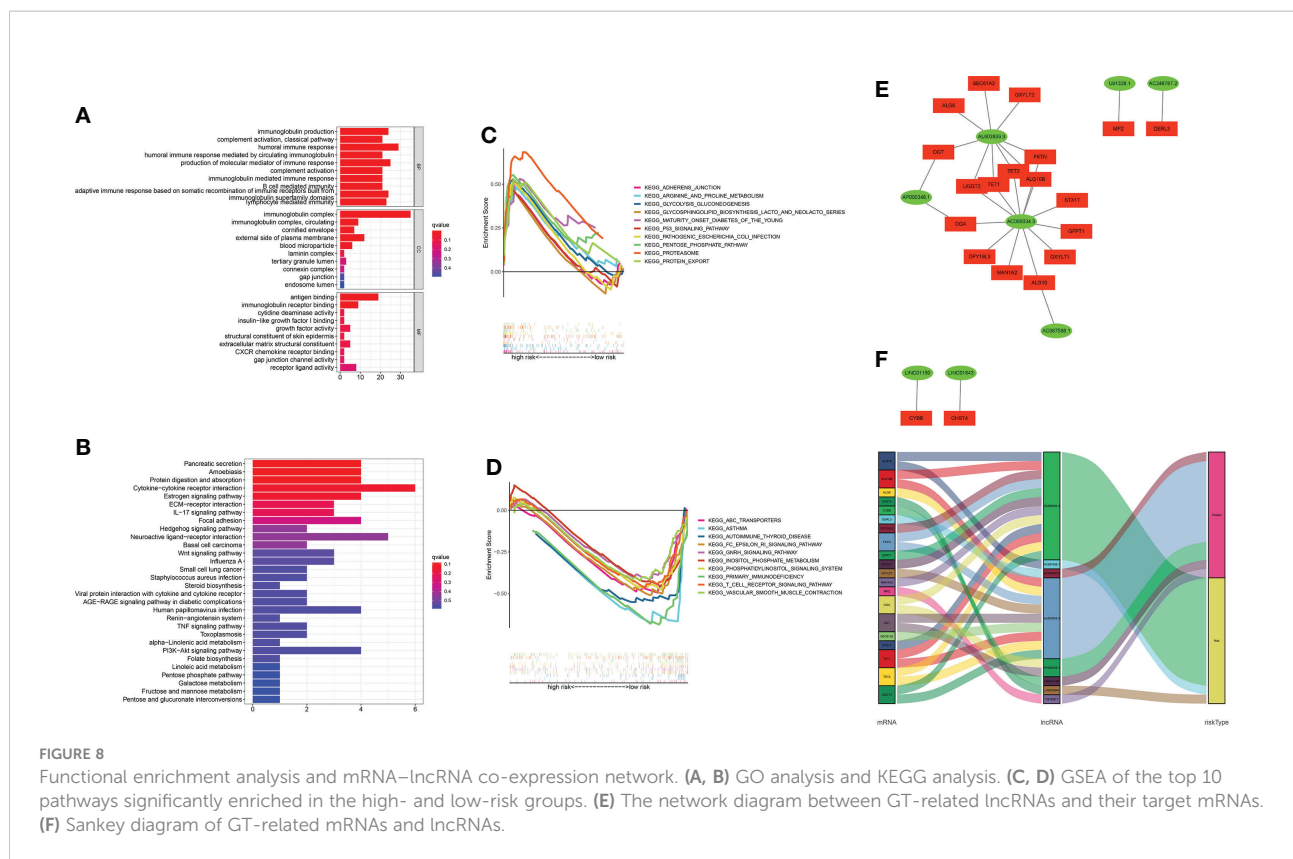 A
immunoglobulin production
complement activation, classical pathway
humoral immune response
humoral immune response mediated by circulating immunoglobulin
production of molecular mediator of immune response
complement activation
immunoglobulin mediated immune response
B cell mediated immunity
adaptive immune response based on somatic recombination of immune receptors built from
immunoglobulin superfamily domains
lymphocyte mediated immunity
immunoglobulin complex
immunoglobulin complex, circulating
cornified envelope
external side of plasma membrane
blood microparticle
laminin complex
tertiary granule lumen
connexin complex
gap junction
endosome lumen
antigen binding
immunoglobulin receptor binding
cytidine deaminase activity
insulin-like growth factor I binding
growth factor activity
structural constituent of skin epidermis
extracellular matrix structural constituent
CXCR chemokine receptor binding
gap junction channel activity
receptor ligand activity
0 10 20 30
BP
CC
MF
qvalue
0.1
0.2
0.3
0.4
B
Pancreatic secretion
Amoebiasis
Protein digestion and absorption
Cytokine-cytokine receptor interaction
Estrogen signaling pathway
ECM-receptor interaction
IL-17 signaling pathway
Focal adhesion
Hedgehog signaling pathway
Neuroactive ligand-receptor interaction
Basal cell carcinoma
Wnt signaling pathway
Influenza A
Small cell lung cancer
Staphylococcus aureus infection
Steroid biosynthesis
Viral protein interaction with cytokine and cytokine receptor
AGE-RAGE signaling pathway in diabetic complications
Human papillomavirus infection
Renin-angiotensin system
TNF signaling pathway
Toxoplasmosis
alpha-Linolenic acid metabolism
PI3K-Akt signaling pathway
Folate biosynthesis
Linoleic acid metabolism
Pentose phosphate pathway
Galactose metabolism
Fructose and mannose metabolism
Pentose and glucuronate interconversions
0 2 4 6
qvalue
0.1
0.2
0.3
0.4
C
Enrichment Score
0.50
0.25
0.00
KEGG_ADHERENS_JUNCTION
KEGG_ARGININE_AND_PROLINE_METABOLISM
KEGG_GLYCOLYSIS_GLUCONEOGENESIS
KEGG_GLYCOSPHINGOLIPID_BIOSYNTHESIS_LACTO_AND_NEOLACTO_SERIES
KEGG_MATURITY_ONSET_DIABETES_OF_THE_YOUNG
KEGG_P53_SIGNALING_PATHWAY
KEGG_PATHOGENIC_ESCHERICHIA_COLI_INFECTION
KEGG_PENTOSE_PHOSPHATE_PATHWAY
KEGG_PROTEASOME
KEGG_PROTEIN_EXPORT
high risk<------------->low risk
D
Enrichment Score
0.00
−0.25
−0.50
KEGG_ABC_TRANSPORTERS
KEGG_ASTHMA
KEGG_AUTOIMMUNE_THYROID_DISEASE
KEGG_FC_EPSILON_RI_SIGNALING_PATHWAY
KEGG_GNRH_SIGNALING_PATHWAY
KEGG_INOSITOL_PHOSPHATE_METABOLISM
KEGG_PHOSPHATIDYLINOSITOL_SIGNALING_SYSTEM
KEGG_PRIMARY_IMMUNODEFICIENCY
KEGG_T_CELL_RECEPTOR_SIGNALING_PATHWAY
KEGG_VASCULAR_SMOOTH_MUSCLE_CONTRACTION
high risk<------------->low risk
E
GXYLT2
OGT
TET2
TET1
ALG10B
UGGT2
STX17
OGA
GFPT1
GXYLT1
DPY19L3
MAN1A2
ALG10
MPZ
DERL3
F
LINC01843
CYBB
CHST4
mRNA
lncRNA
riskType
FIGURE 8
Functional enrichment analysis and mRNA–lncRNA co-expression network. (A, B) GO analysis and KEGG analysis. (C, D) GSEA of the top 10
pathways significantly enriched in the high- and low-risk groups. (E) The network diagram between GT-related lncRNAs and their target mRNAs.
(F) Sankey diagram of GT-related mRNAs and lncRNAs.